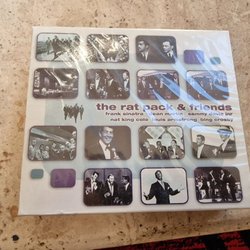 the rat pack & friends
frank sinatra dean martin sammy davis jnr
nat king cole louis armstrong bing crosby